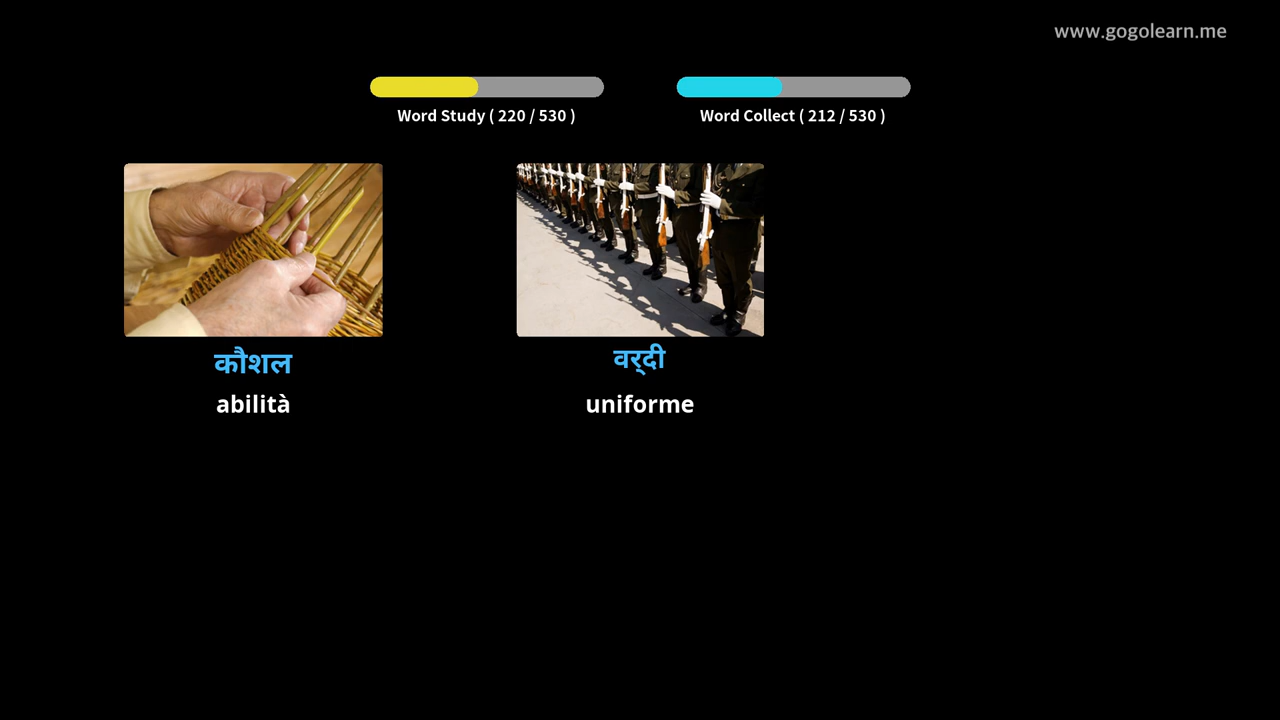 www.gogolearn.me
Word Study ( 220 / 530 )
Word Collect ( 212 / 530 )
कौशल
abilità
वर्‌दी
uniforme